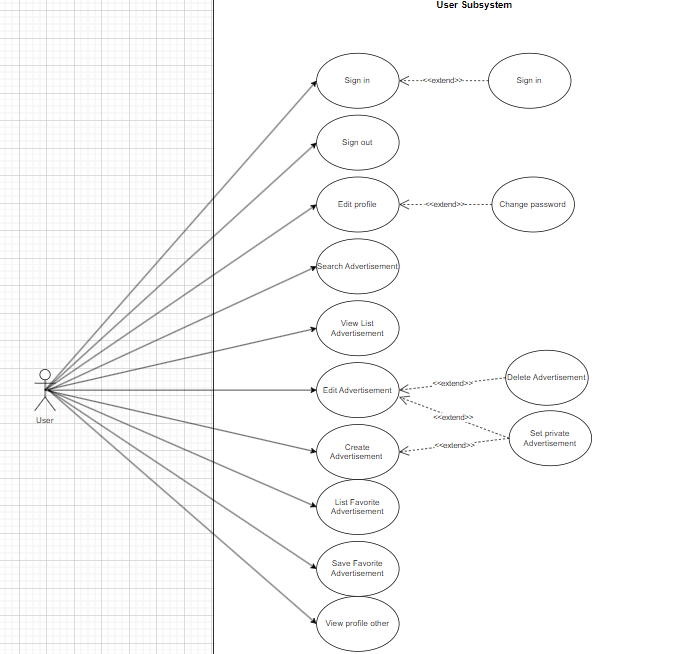 User Subsystem
Sign in
<<extend>>
Sign in
Sign out
Edit profile
<<extend>>
Change password
Search Advertisement
View List
Advertisement
Edit Advertisement
<<extend>>
Delete Advertisement
<<extend>>
Set private
Advertisement
User
Create
Advertisement
<<extend>>
List Favorite
Advertisement
Save Favorite
Advertisement
View profile other